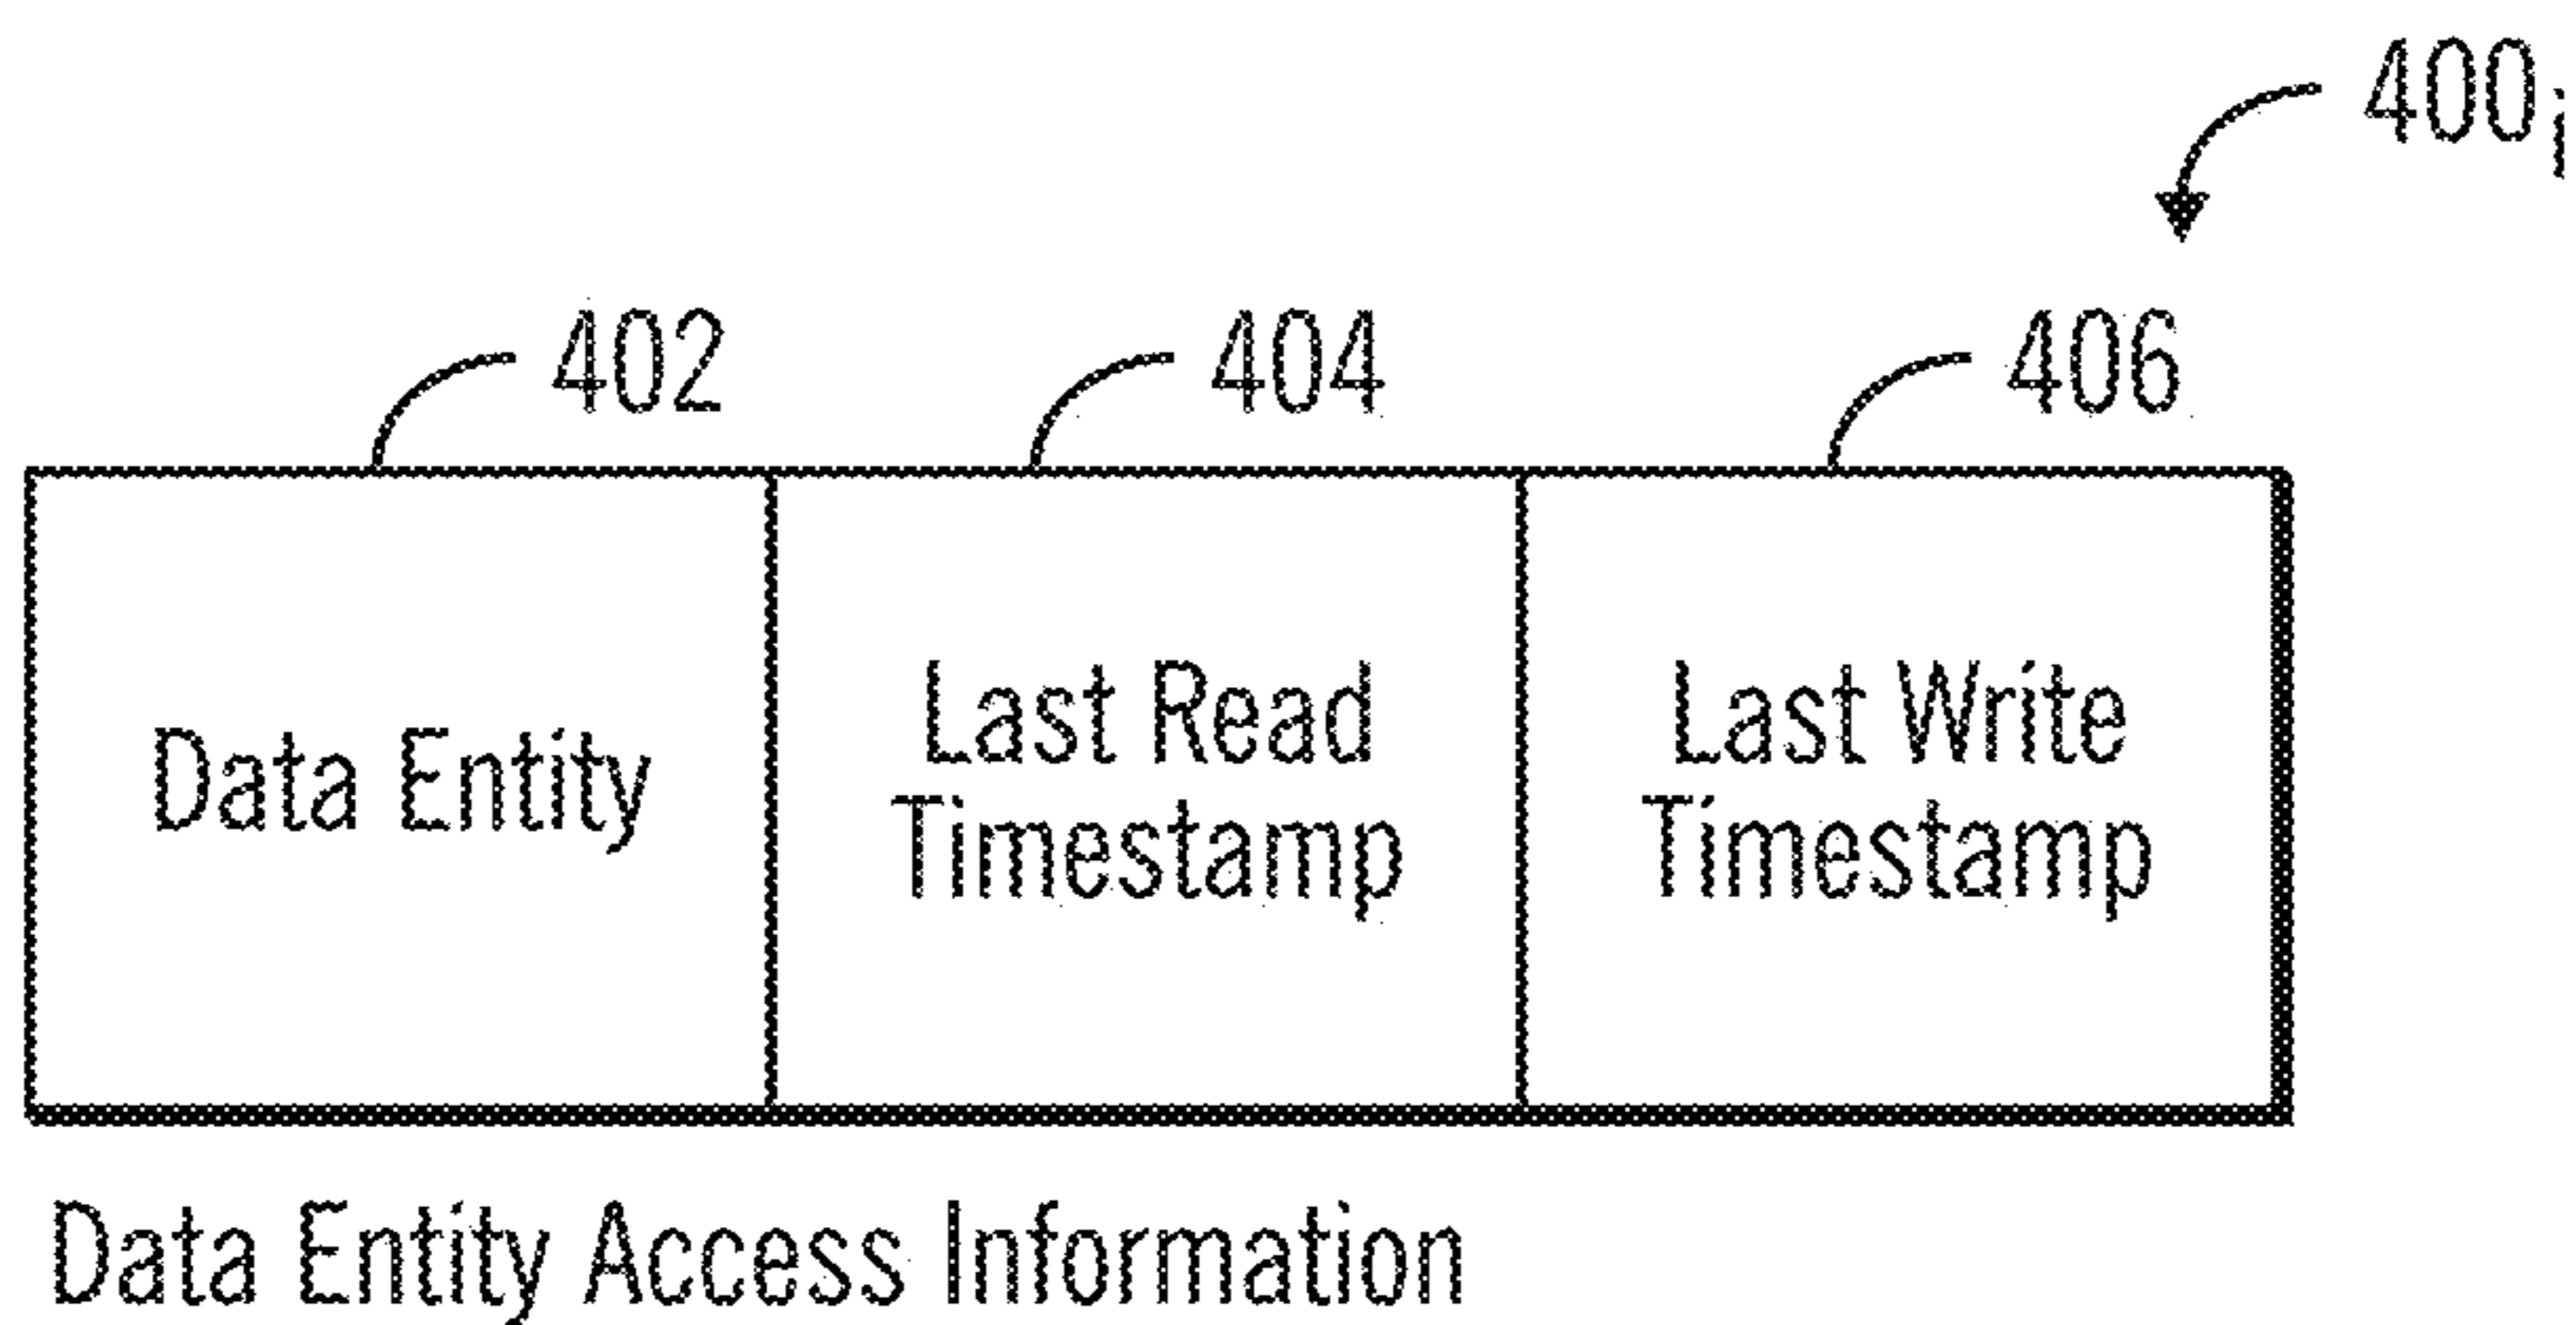 400i
402
404
406
Data Entity
Last Read
Timestamp
Last Write
Timestamp
Data Entity Access Information